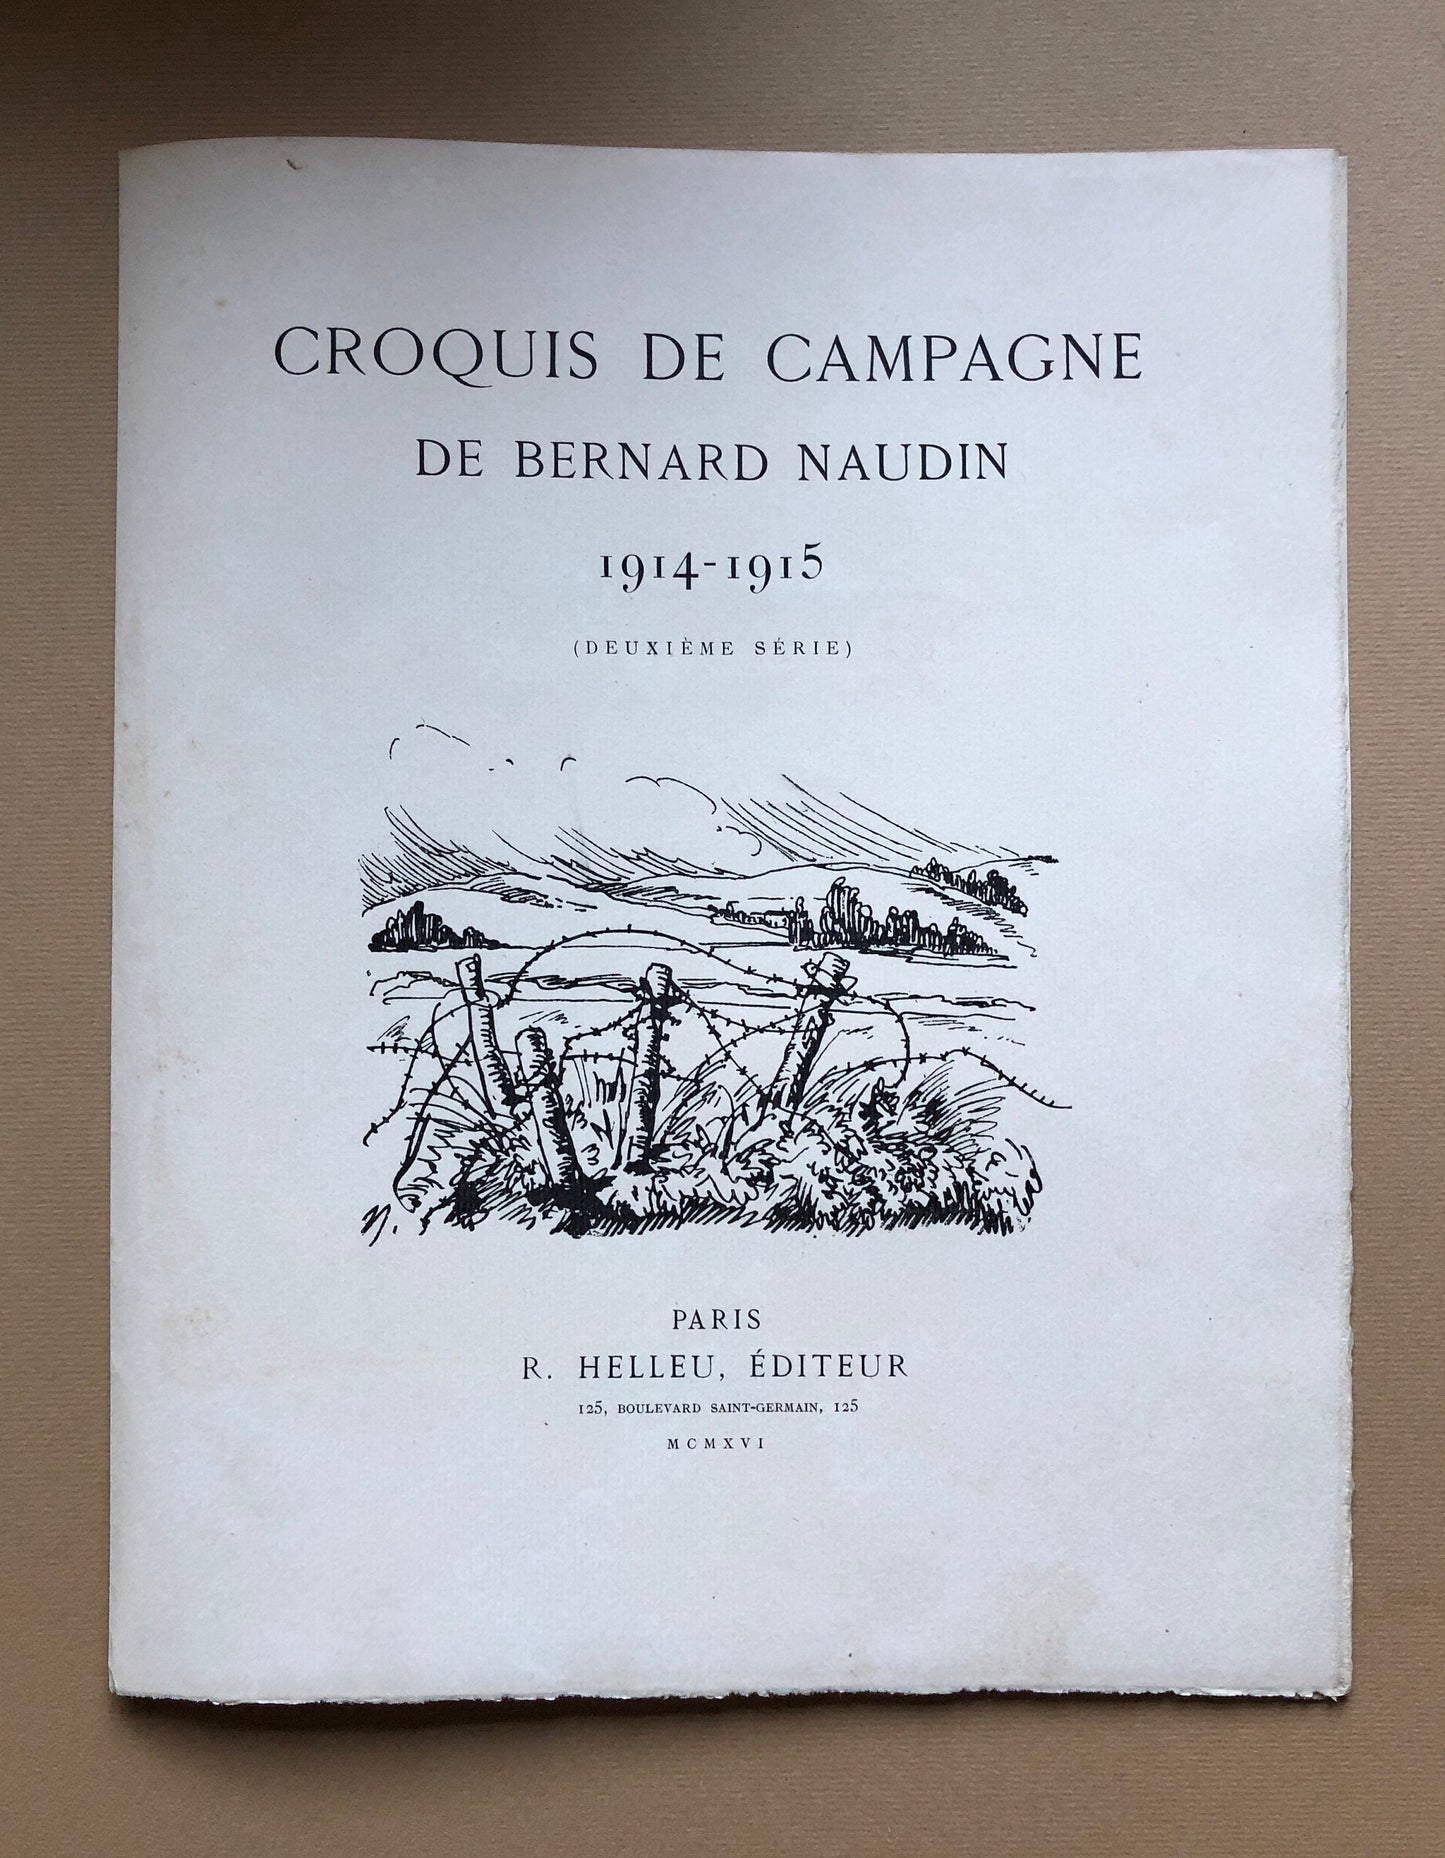 CROQUIS DE CAMPAGNE
DE BERNARD NAUDIN
1914-1915
(DEUXIÈME SÉRIE)
N.
PARIS
R. HELLEU, ÉDITEUR
125, BOULEVARD SAINT-GERMAIN, 125
MCMXVI